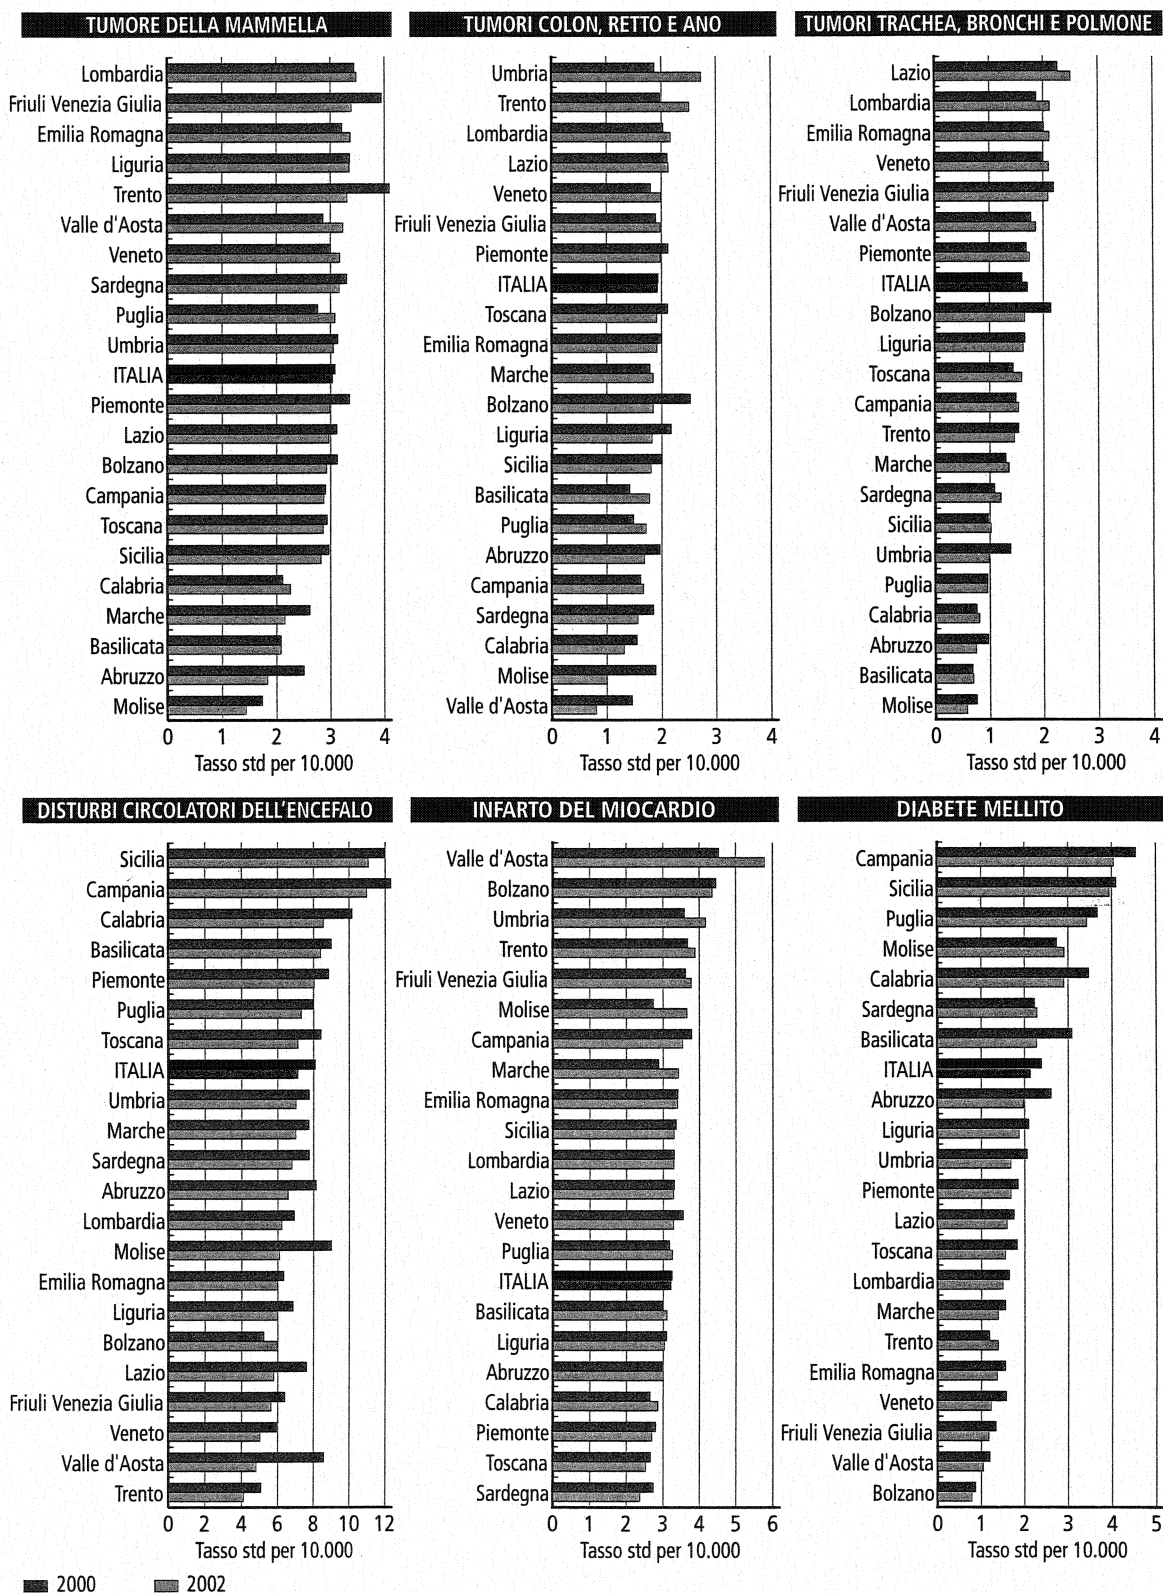 TUMORE DELLA MAMMELLA
Lombardia
Friuli Venezia Giulia
Emilia Romagna
Liguria
Trento
Valle d'Aosta
Veneto
Sardegna
Puglia
Umbria
ITALIA
Piemonte
Lazio
Bolzano
Campania
Toscana
Sicilia
Calabria
Marche
Basilicata
Abruzzo
Molise
0 1 2 3 4
Tasso std per 10.000
TUMORI COLON, RETTO E ANO
Umbria
Trento
Lombardia
Lazio
Veneto
Friuli Venezia Giulia
Piemonte
ITALIA
Toscana
Emilia Romagna
Marche
Bolzano
Liguria
Sicilia
Basilicata
Puglia
Abruzzo
Campania
Sardegna
Calabria
Molise
Valle d'Aosta
0 1 2 3 4
Tasso std per 10.000
TUMORI TRACHEA, BRONCHI E POLMONE
Lazio
Lombardia
Emilia Romagna
Veneto
Friuli Venezia Giulia
Valle d'Aosta
Piemonte
ITALIA
Bolzano
Liguria
Toscana
Campania
Trento
Marche
Sardegna
Sicilia
Umbria
Puglia
Calabria
Abruzzo
Basilicata
Molise
0 1 2 3 4
Tasso std per 10.000
DISTURBI CIRCOLATORI DELL'ENCEFALO
Sicilia
Campania
Calabria
Basilicata
Piemonte
Puglia
Toscana
ITALIA
Umbria
Marche
Sardegna
Abruzzo
Lombardia
Molise
Emilia Romagna
Liguria
Bolzano
Lazio
Friuli Venezia Giulia
Veneto
Valle d'Aosta
Trento
0 2 4 6 8 10 12
Tasso std per 10.000
INFARTO DEL MIOCARDIO
Valle d'Aosta
Bolzano
Umbria
Trento
Friuli Venezia Giulia
Molise
Campania
Marche
Emilia Romagna
Sicilia
Lombardia
Lazio
Veneto
Puglia
ITALIA
Basilicata
Liguria
Abruzzo
Calabria
Piemonte
Toscana
Sardegna
0 1 2 3 4 5 6
Tasso std per 10.000
DIABETE MELLITO
Campania
Sicilia
Puglia
Molise
Calabria
Sardegna
Basilicata
ITALIA
Abruzzo
Liguria
Umbria
Piemonte
Lazio
Toscana
Lombardia
Marche
Trento
Emilia Romagna
Veneto
Friuli Venezia Giulia
Valle d'Aosta
Bolzano
0 1 2 3 4 5
Tasso std per 10.000
2000 2002